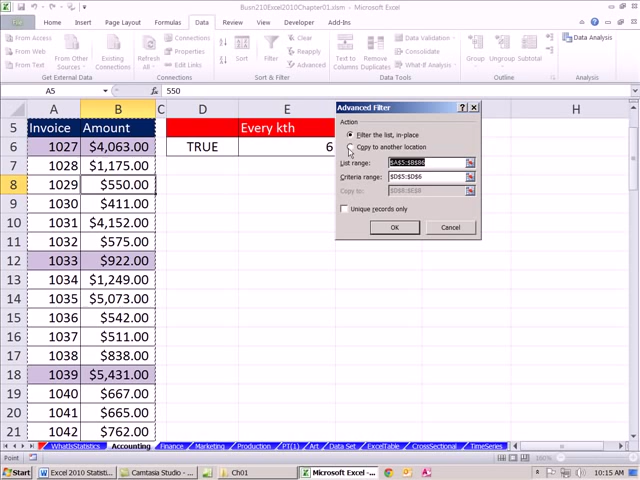 Busn210Excel2010Chapter01.xlsm - Microsoft Excel
File Home Insert Page Layout Formulas Data Review View Developer Add-Ins
From Access
From Web
From Text
From Other Sources
Existing Connections
Get External Data
Refresh All
Connections
Properties
Edit Links
Connections
Sort
Filter
Clear
Reapply
Advanced
Sort & Filter
Text to Columns
Remove Duplicates
Data Validation
Consolidate
What-If Analysis
Data Tools
Group
Ungroup
Subtotal
Outline
Data Analysis
Analysis
A5 fx 550
A B C D E H
5 Invoice Amount Every kth
6 1027 $4,063.00 TRUE 6
7 1028 $1,175.00
8 1029 $550.00
9 1030 $411.00
10 1031 $4,152.00
11 1032 $575.00
12 1033 $922.00
13 1034 $1,249.00
14 1035 $5,073.00
15 1036 $542.00
16 1037 $511.00
17 1038 $838.00
18 1039 $5,431.00
19 1040 $667.00
20 1041 $665.00
21 1042 $762.00
Advanced Filter
Action
Filter the list, in-place
Copy to another location
List range: $A$5:$B$86
Criteria range: $D$5:$D$6
Copy to: $D$8:$E$8
Unique records only
OK Cancel
WhatIsStatistics Accounting Finance Marketing Production PT(1) Art Data Set ExcelTable CrossSectional TimeSeries
Point 160%
Start Excel 2010 Statisti... Camtasia Studio - ... Ch01 Microsoft Excel - ... 10:15 AM